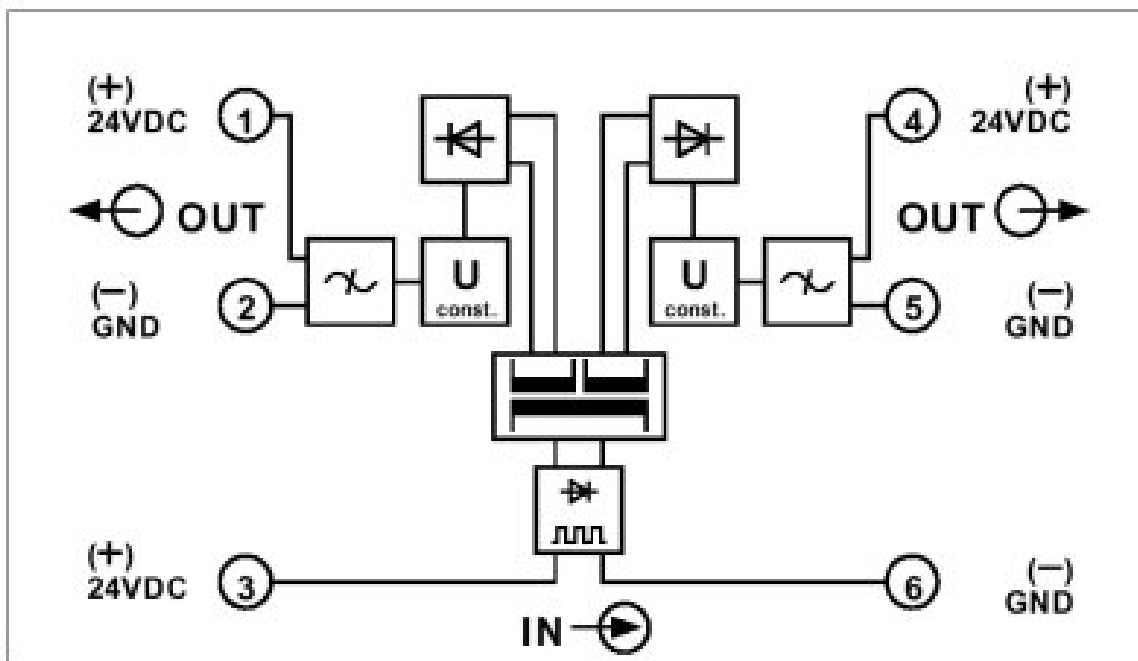 (+)
24VDC
1
4
(+)
24VDC
OUT
OUT
(−)
GND
2
U
const.
U
const.
5
(−)
GND
(+)
24VDC
3
6
(−)
GND
IN